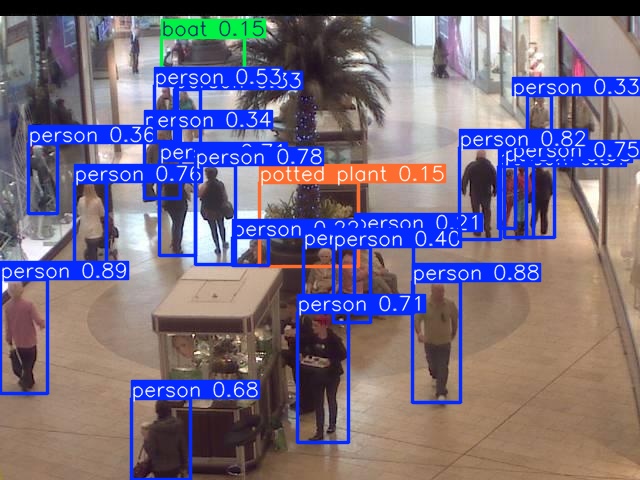 boat 0.15
person 0.53
person 0.33
person 0.34
person 0.36
person 0.82
person 0.75
person 0.78
person 0.76
potted plant 0.15
person 0.21
person 0.40
person 0.89
person 0.88
person 0.71
person 0.68